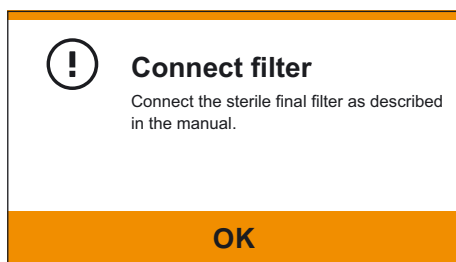 Connect filter
Connect the sterile final filter as described
in the manual.
OK